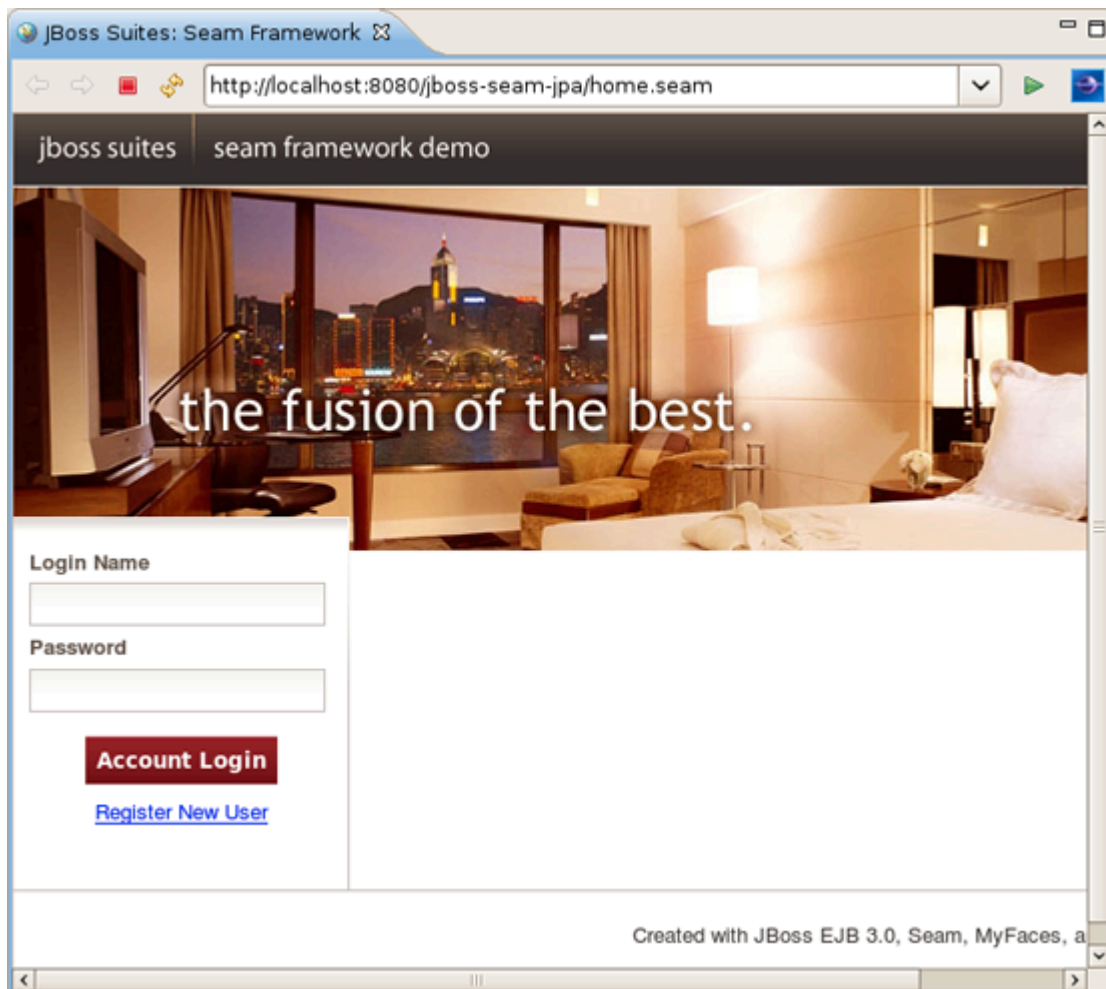 JBoss Suites: Seam Framework
http://localhost:8080/jboss-seam-jpa/home.seam
jboss suites seam framework demo
the fusion of the best.
Login Name
Password
Account Login
Register New User
Created with JBoss EJB 3.0, Seam, MyFaces, a